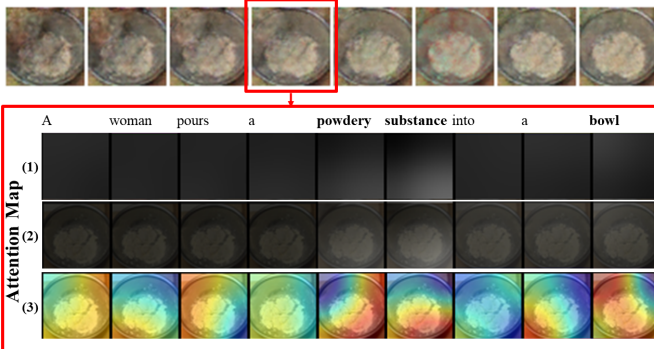 A woman pours a powdery substance into a bowl
(1)
(2)
(3)
Attention Map